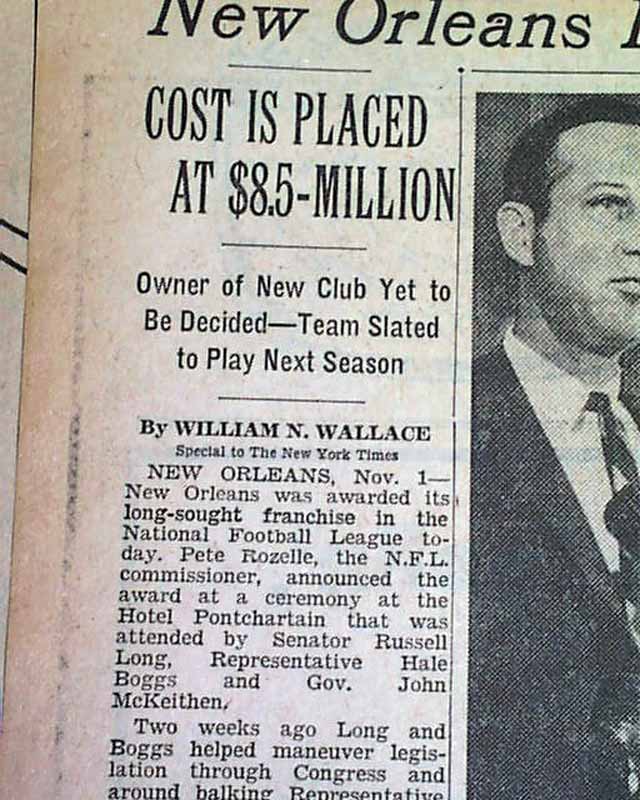 New Orleans
COST IS PLACED
AT $8.5-MILLION
Owner of New Club Yet to
Be Decided—Team Slated
to Play Next Season
By WILLIAM N. WALLACE
Special to The New York Times
NEW ORLEANS, Nov. 1—
New Orleans was awarded its
long-sought franchise in the
National Football League to-
day. Pete Rozelle, the N.F.L.
commissioner, announced the
award at a ceremony at the
Hotel Pontchartain that was
attended by Senator Russell
Long, Representative Hale
Boggs and Gov. John
McKeithen.
Two weeks ago Long and
Boggs helped maneuver legis-
lation through Congress and
around balking Representative